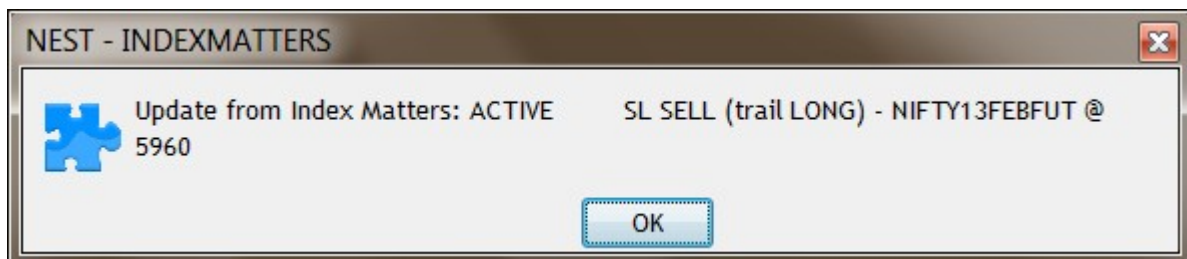 NEST - INDEXMATTERS
Update from Index Matters: ACTIVE SL SELL (trail LONG) - NIFTY13FEBFUT @
5960
OK